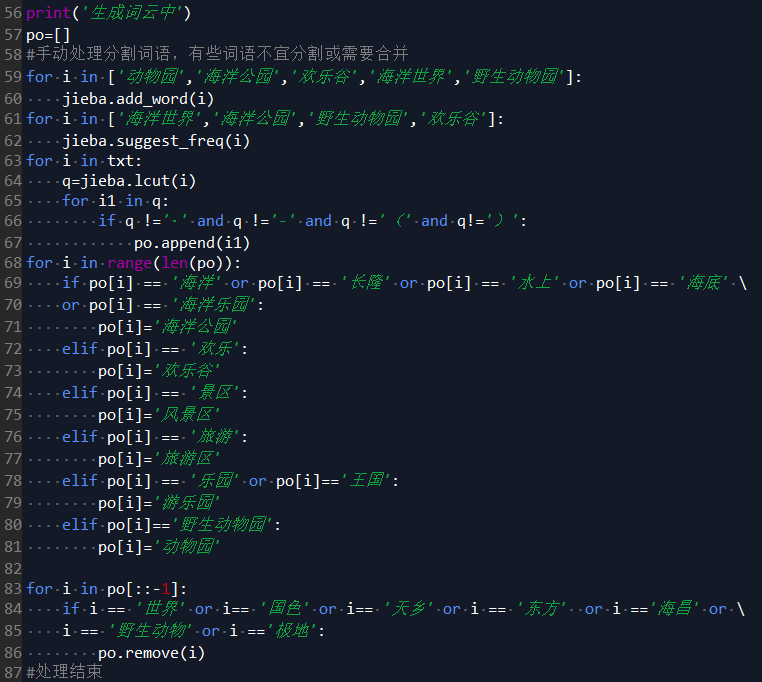 56 print('生成词云中')
57 po=[]
58 #手动处理分割词语，有些词语不宜分割或需要合并
59 for i in ['动物园','海洋公园','欢乐谷','海洋世界','野生动物园']:
60     jieba.add_word(i)
61 for i in ['海洋世界','海洋公园','野生动物园','欢乐谷']:
62     jieba.suggest_freq(i)
63 for i in txt:
64     q=jieba.lcut(i)
65     for i1 in q:
66         if q !='·' and q !='-' and q !='（' and q!='）':
67             po.append(i1)
68 for i in range(len(po)):
69     if po[i] == '海洋' or po[i] == '长隆' or po[i] == '水上' or po[i] == '海底' \
70     or po[i] == '海洋乐园':
71         po[i]='海洋公园'
72     elif po[i] == '欢乐':
73         po[i]='欢乐谷'
74     elif po[i] == '景区':
75         po[i]='风景区'
76     elif po[i] == '旅游':
77         po[i]='旅游区'
78     elif po[i] == '乐园' or po[i]=='王国':
79         po[i]='游乐园'
80     elif po[i]=='野生动物园':
81         po[i]='动物园'
82
83 for i in po[::-1]:
84     if i == '世界' or i== '国色' or i== '天乡' or i == '东方'  or i =='海昌' or \
85     i == '野生动物' or i =='极地':
86         po.remove(i)
87 #处理结束